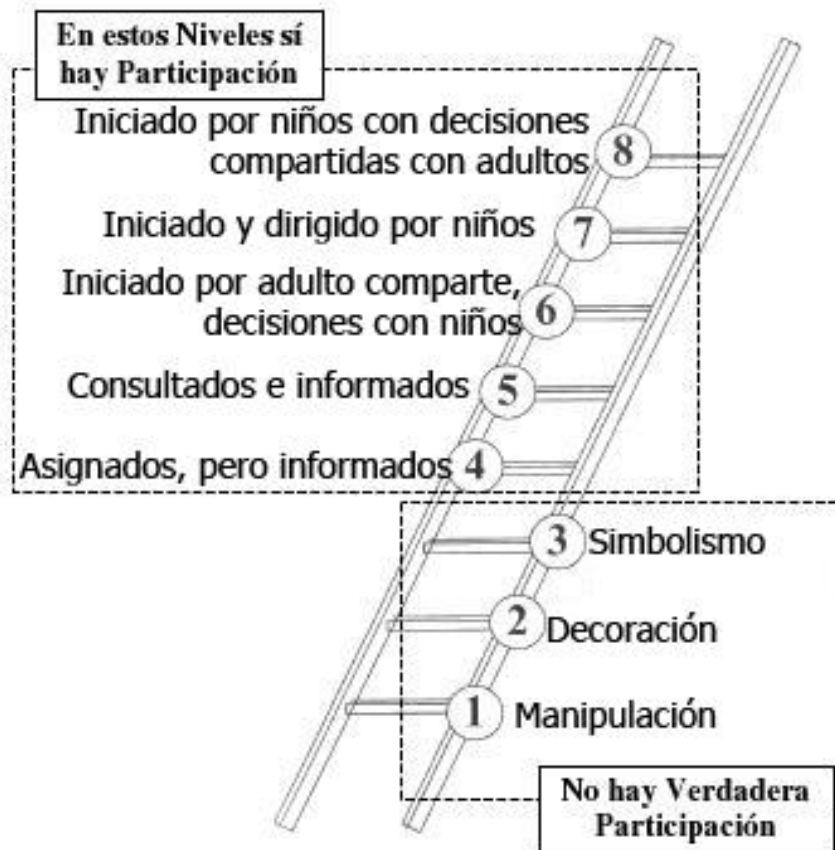 En estos Niveles sí
hay Participación
Iniciado por niños con decisiones
compartidas con adultos
8
Iniciado y dirigido por niños
7
Iniciado por adulto comparte,
decisiones con niños
6
Consultados e informados
5
Asignados, pero informados
4
3
Simbolismo
2
Decoración
1
Manipulación
No hay Verdadera
Participación